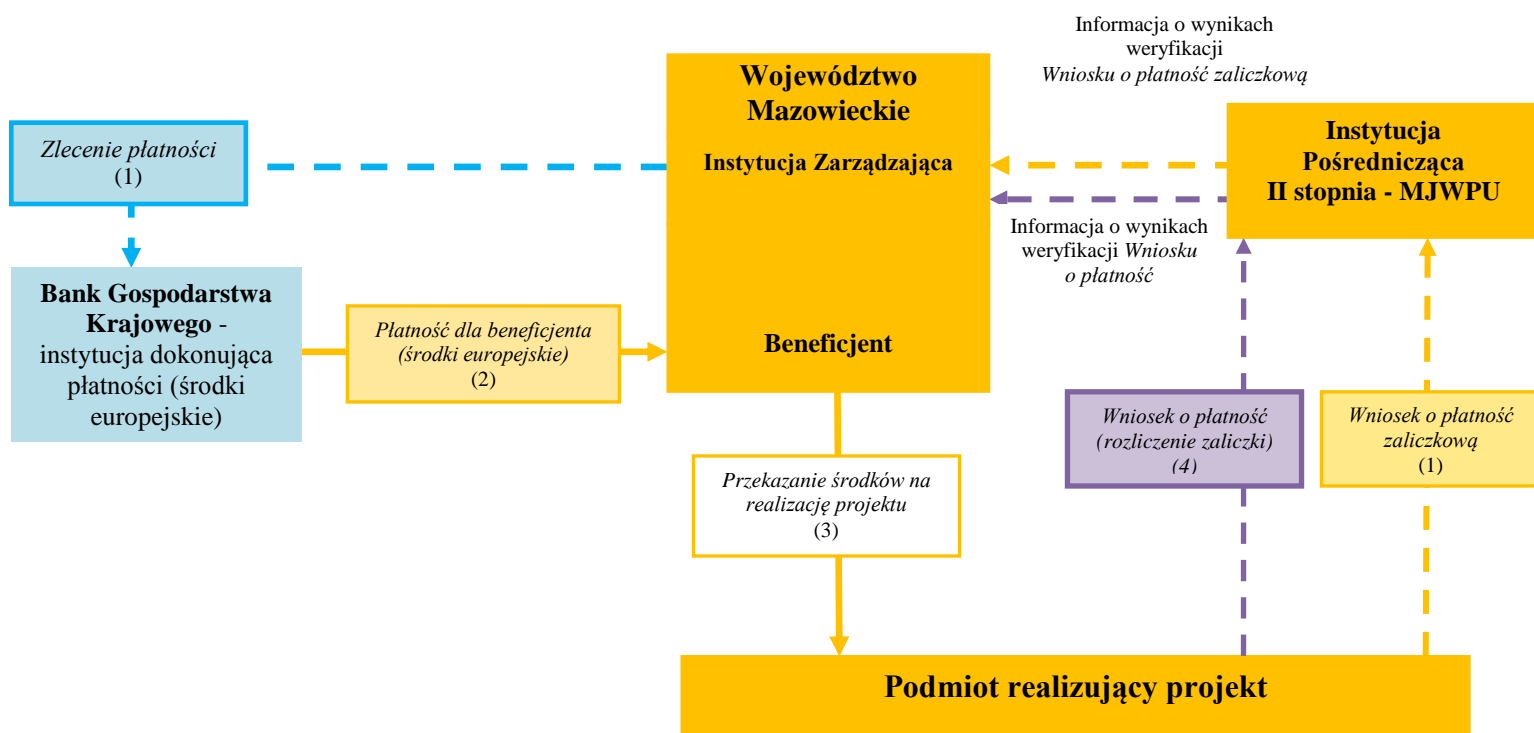 Informacja o wynikach
weryfikacji
Wniosku o płatność zaliczkową
Województwo
Mazowieckie
Instytucja Zarządzająca
Beneficjent
Zlecenie płatności
(1)
Instytucja
Pośrednicząca
II stopnia - MJWPU
Informacja o wynikach
weryfikacji Wniosku
o płatność
Bank Gospodarstwa
Krajowego -
instytucja dokonująca
płatności (środki
europejskie)
Płatność dla beneficjenta
(środki europejskie)
(2)
Wniosek o płatność
(rozliczenie zaliczki)
(4)
Wniosek o płatność
zaliczkową
(1)
Przekazanie środków na
realizację projektu
(3)
Podmiot realizujący projekt